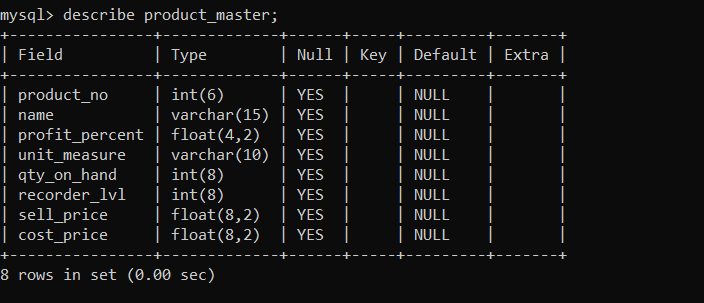 mysql> describe product_master;
+----------------+-------------+------+-----+---------+-------+
| Field          | Type        | Null | Key | Default | Extra |
+----------------+-------------+------+-----+---------+-------+
| product_no     | int(6)      | YES  |     | NULL    |       |
| name           | varchar(15) | YES  |     | NULL    |       |
| profit_percent | float(4,2)  | YES  |     | NULL    |       |
| unit_measure   | varchar(10) | YES  |     | NULL    |       |
| qty_on_hand    | int(8)      | YES  |     | NULL    |       |
| recorder_lvl   | int(8)      | YES  |     | NULL    |       |
| sell_price     | float(8,2)  | YES  |     | NULL    |       |
| cost_price     | float(8,2)  | YES  |     | NULL    |       |
+----------------+-------------+------+-----+---------+-------+
8 rows in set (0.00 sec)